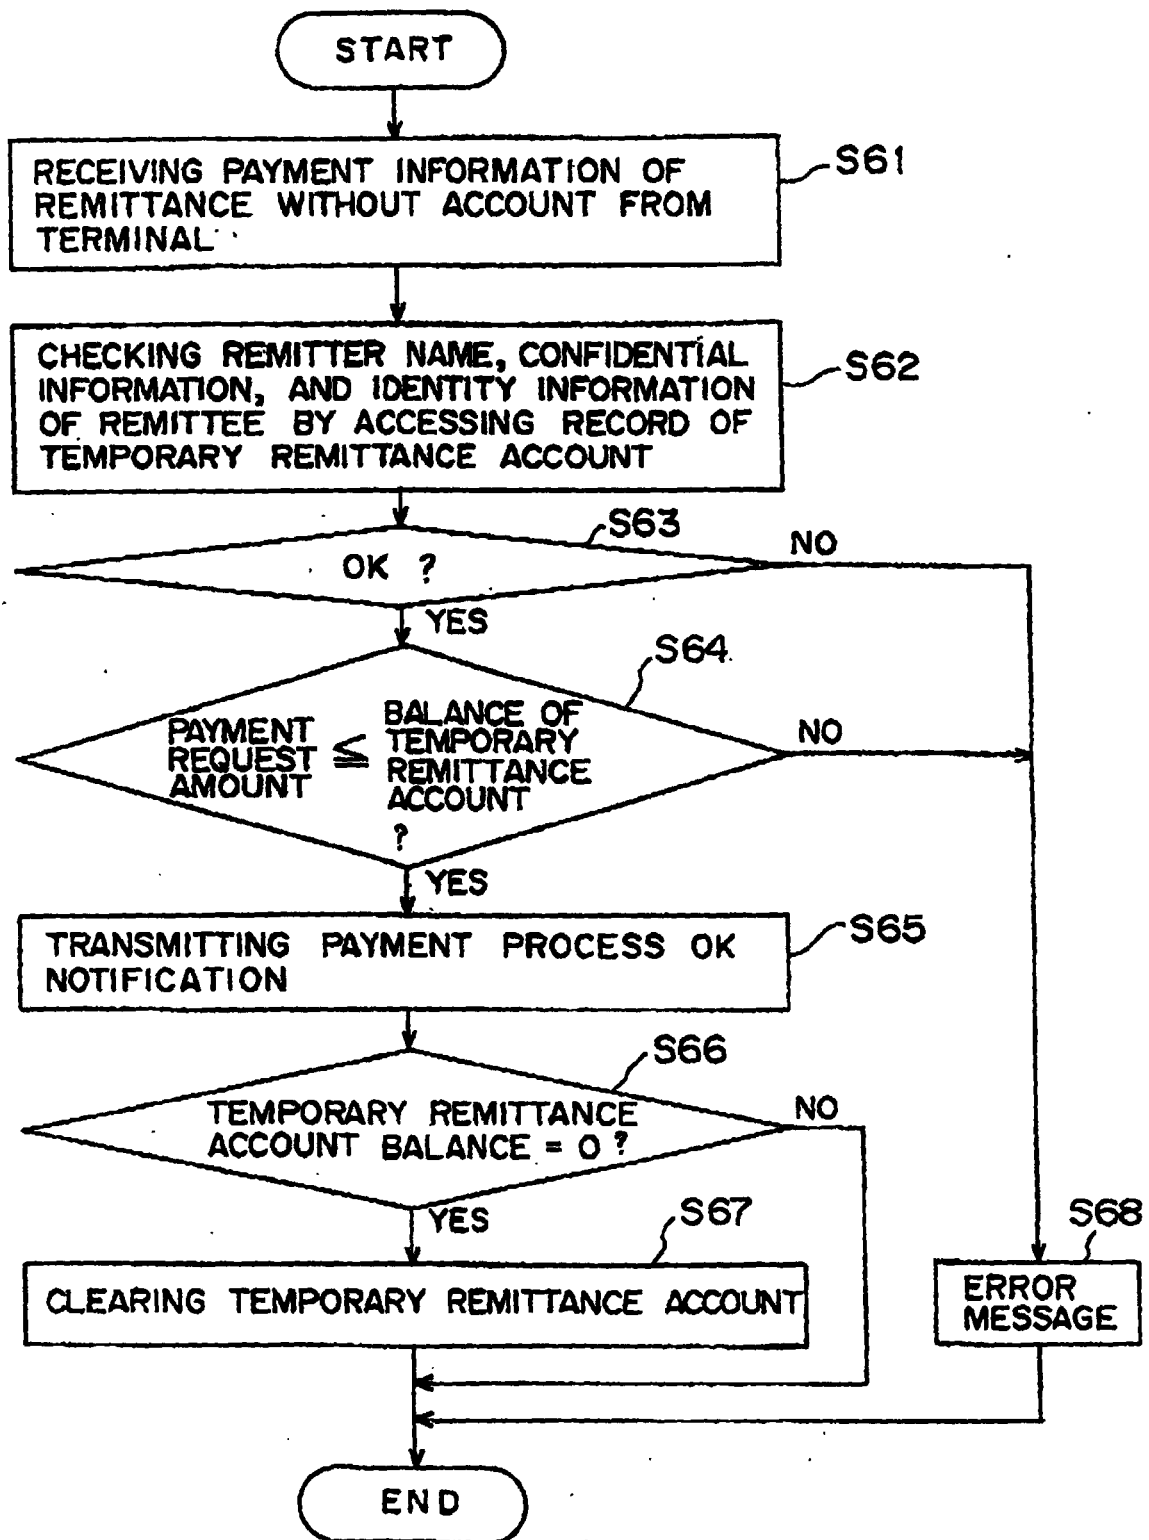 START
RECEIVING PAYMENT INFORMATION OF
REMITTANCE WITHOUT ACCOUNT FROM
TERMINAL
S61
CHECKING REMITTER NAME, CONFIDENTIAL
INFORMATION, AND IDENTITY INFORMATION
OF REMITTEE BY ACCESSING RECORD OF
TEMPORARY REMITTANCE ACCOUNT
S62
S63
OK ?
NO
YES
S64
PAYMENT
REQUEST
AMOUNT
≦
BALANCE OF
TEMPORARY
REMITTANCE
ACCOUNT
?
NO
YES
TRANSMITTING PAYMENT PROCESS OK
NOTIFICATION
S65
S66
TEMPORARY REMITTANCE
ACCOUNT BALANCE = 0 ?
NO
YES
S67
CLEARING TEMPORARY REMITTANCE ACCOUNT
S68
ERROR
MESSAGE
END